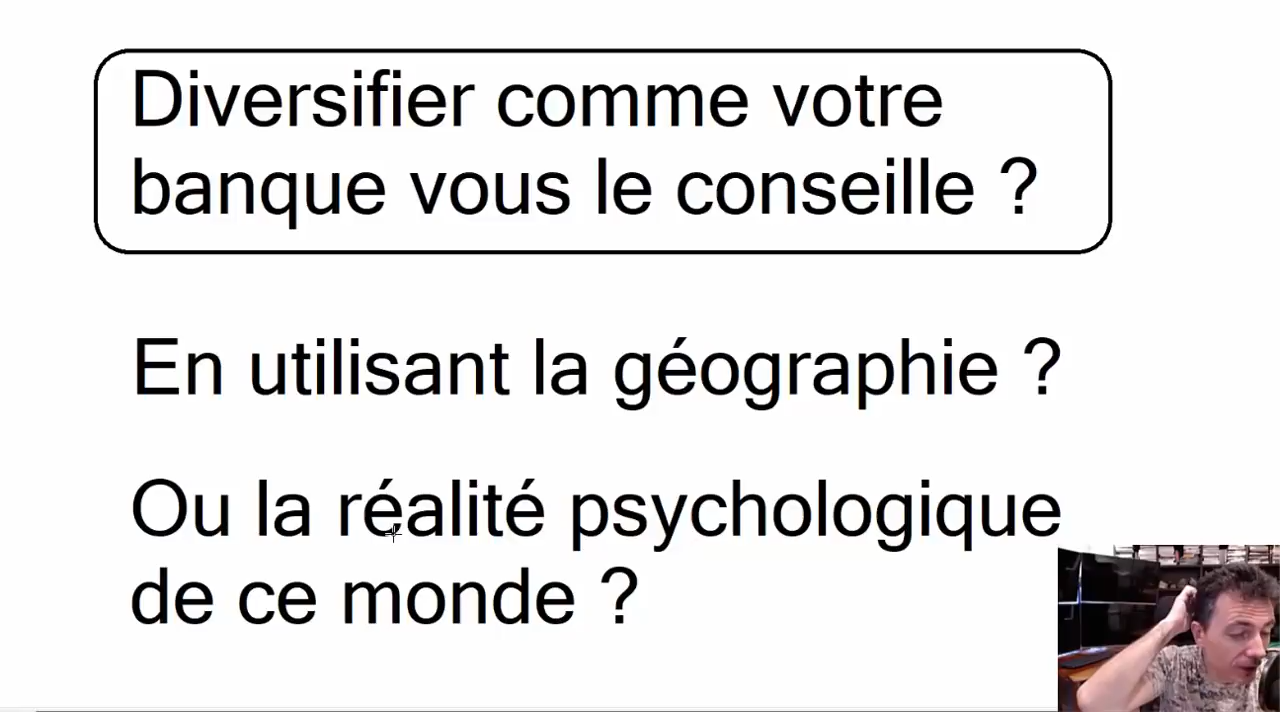 Diversifier comme votre
banque vous le conseille ?
En utilisant la géographie ?
Ou la réalité psychologique
de ce monde ?